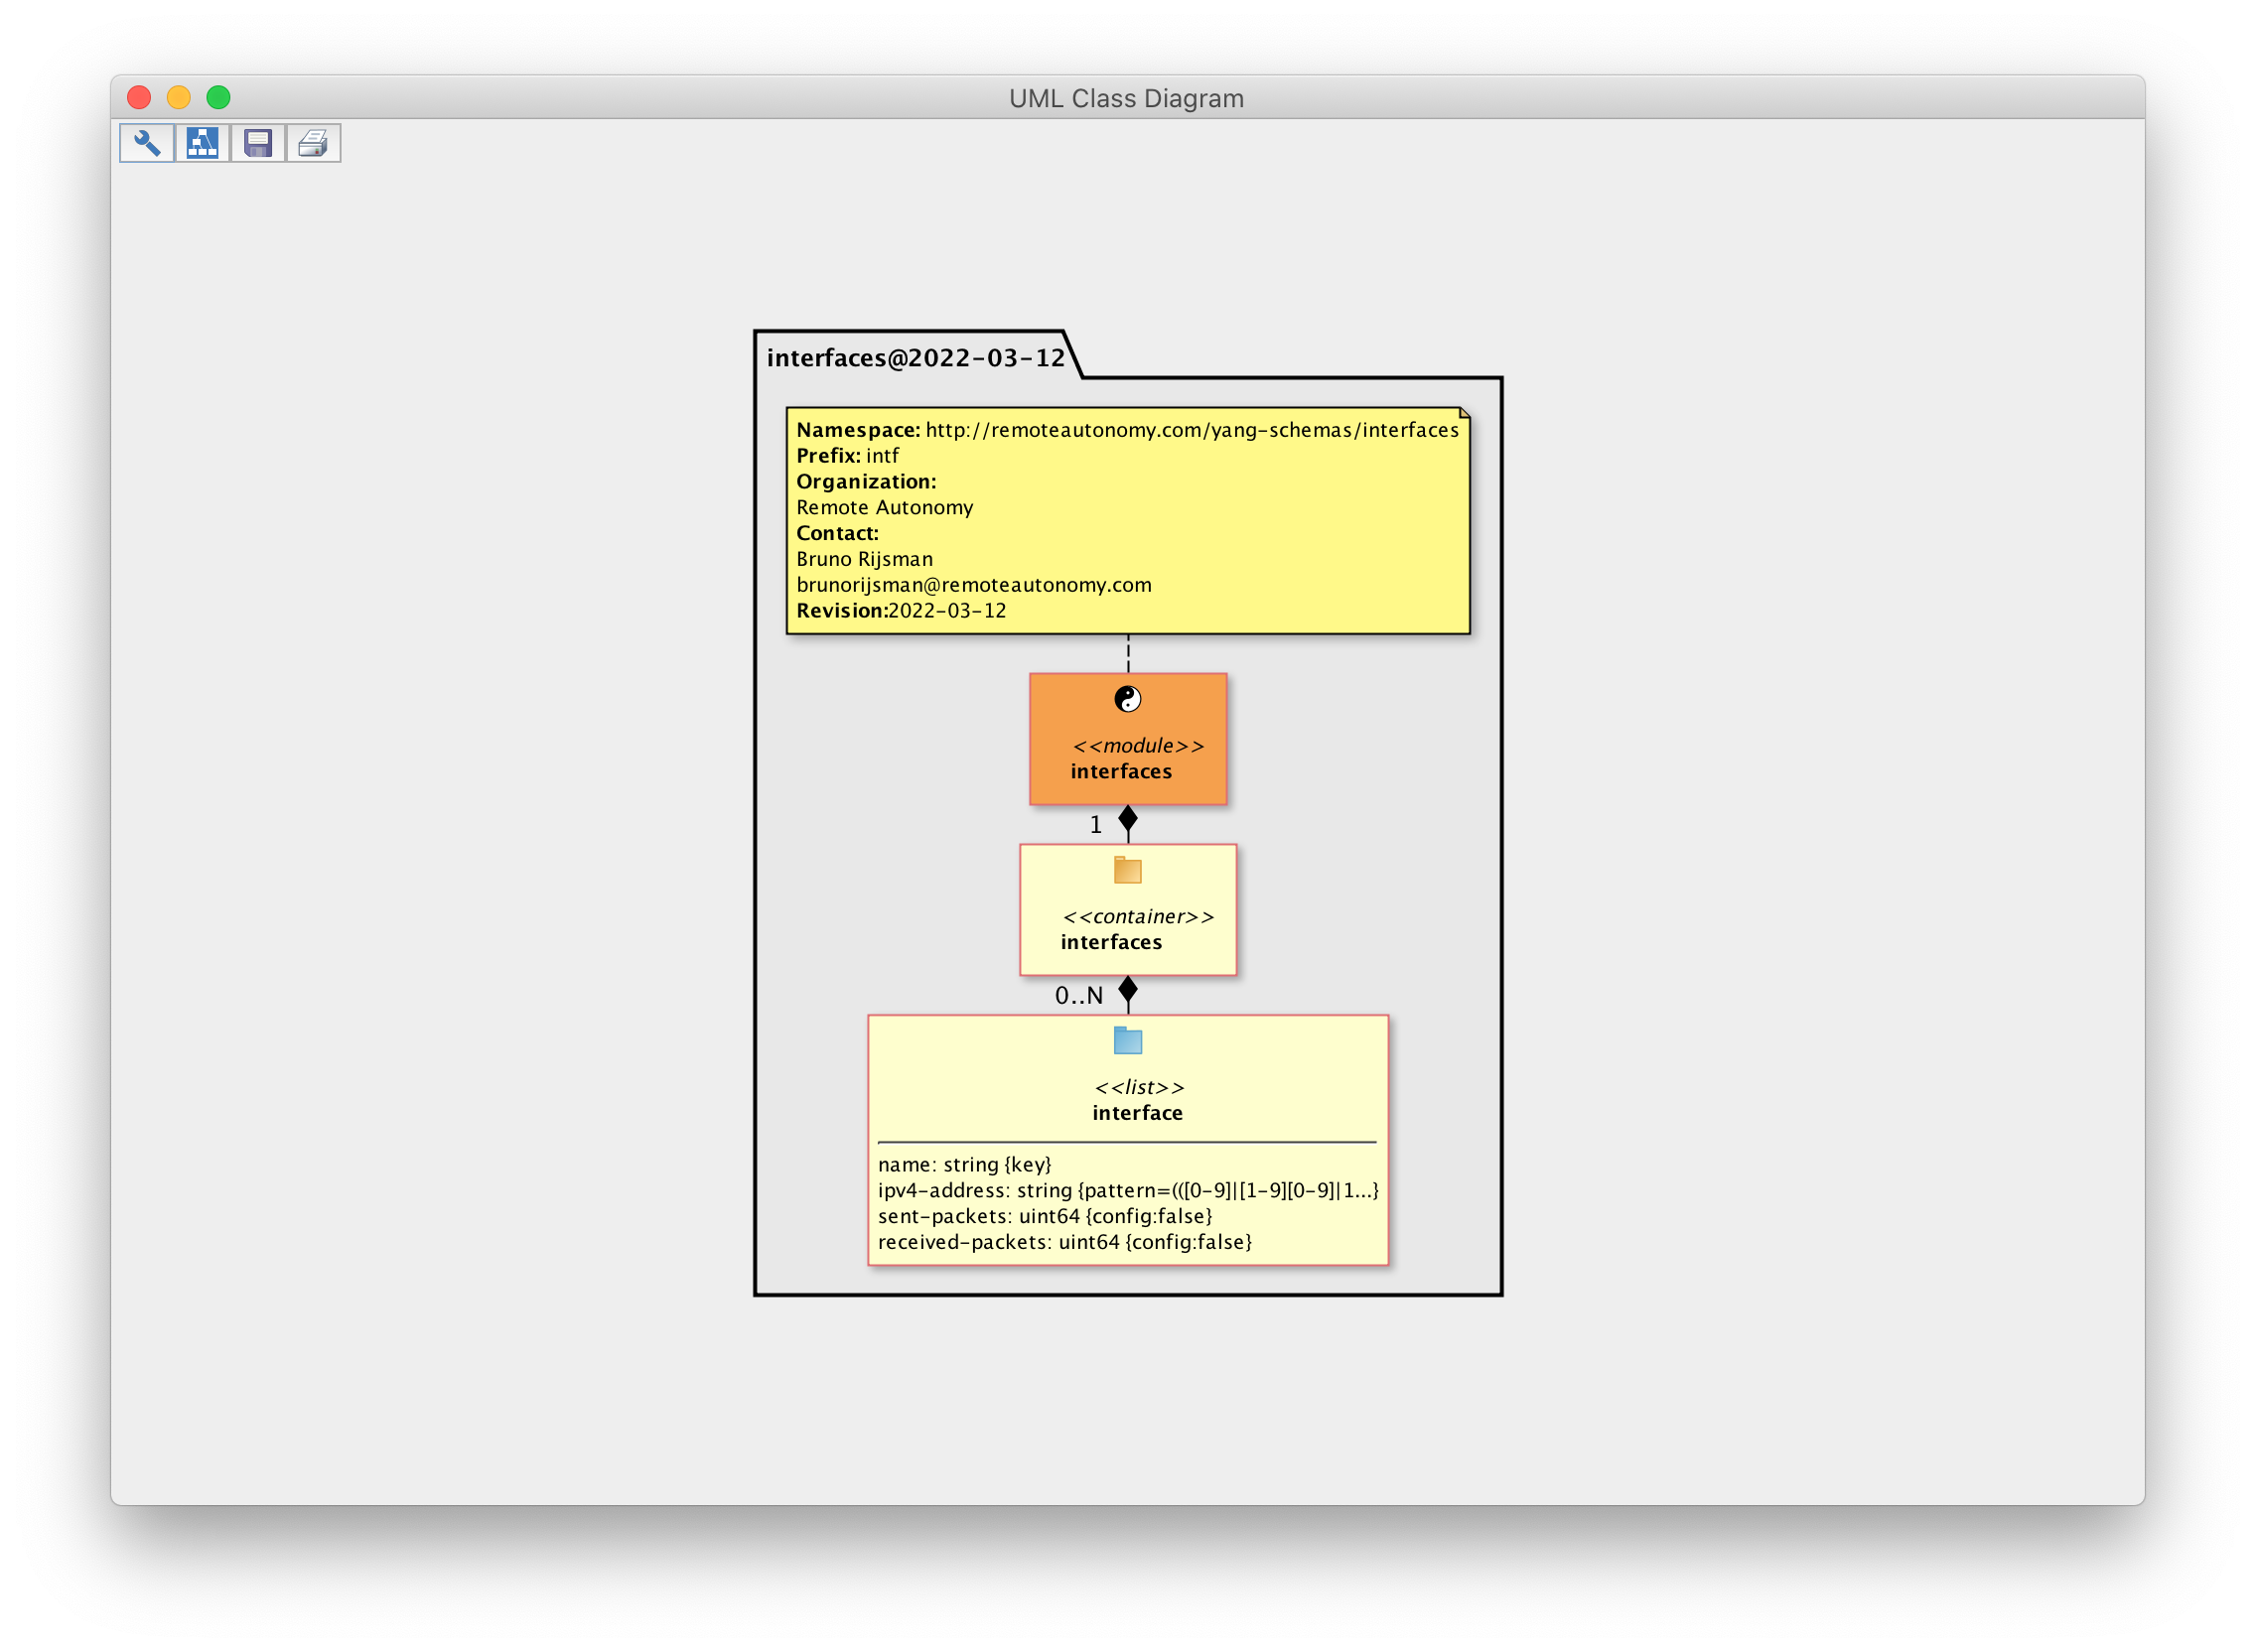 UML Class Diagram
interfaces@2022-03-12
Namespace: http://remoteautonomy.com/yang-schemas/interfaces
Prefix: intf
Organization:
Remote Autonomy
Contact:
Bruno Rijsman
brunorijsman@remoteautonomy.com
Revision:2022-03-12
<<module>>
interfaces
1
<<container>>
interfaces
0..N
<<list>>
interface
name: string {key}
ipv4-address: string {pattern=(([0-9]|[1-9][0-9]|1...}
sent-packets: uint64 {config:false}
received-packets: uint64 {config:false}